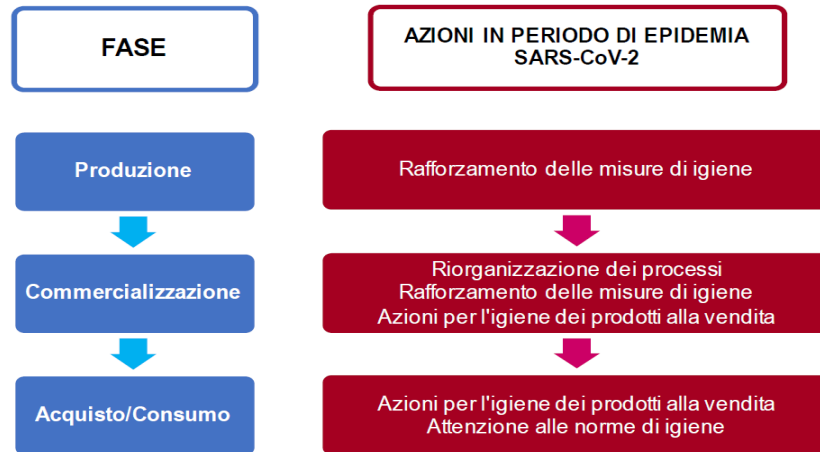 FASE
AZIONI IN PERIODO DI EPIDEMIA
SARS-CoV-2
Produzione
Rafforzamento delle misure di igiene
Commercializzazione
Riorganizzazione dei processi
Rafforzamento delle misure di igiene
Azioni per l'igiene dei prodotti alla vendita
Acquisto/Consumo
Azioni per l'igiene dei prodotti alla vendita
Attenzione alle norme di igiene